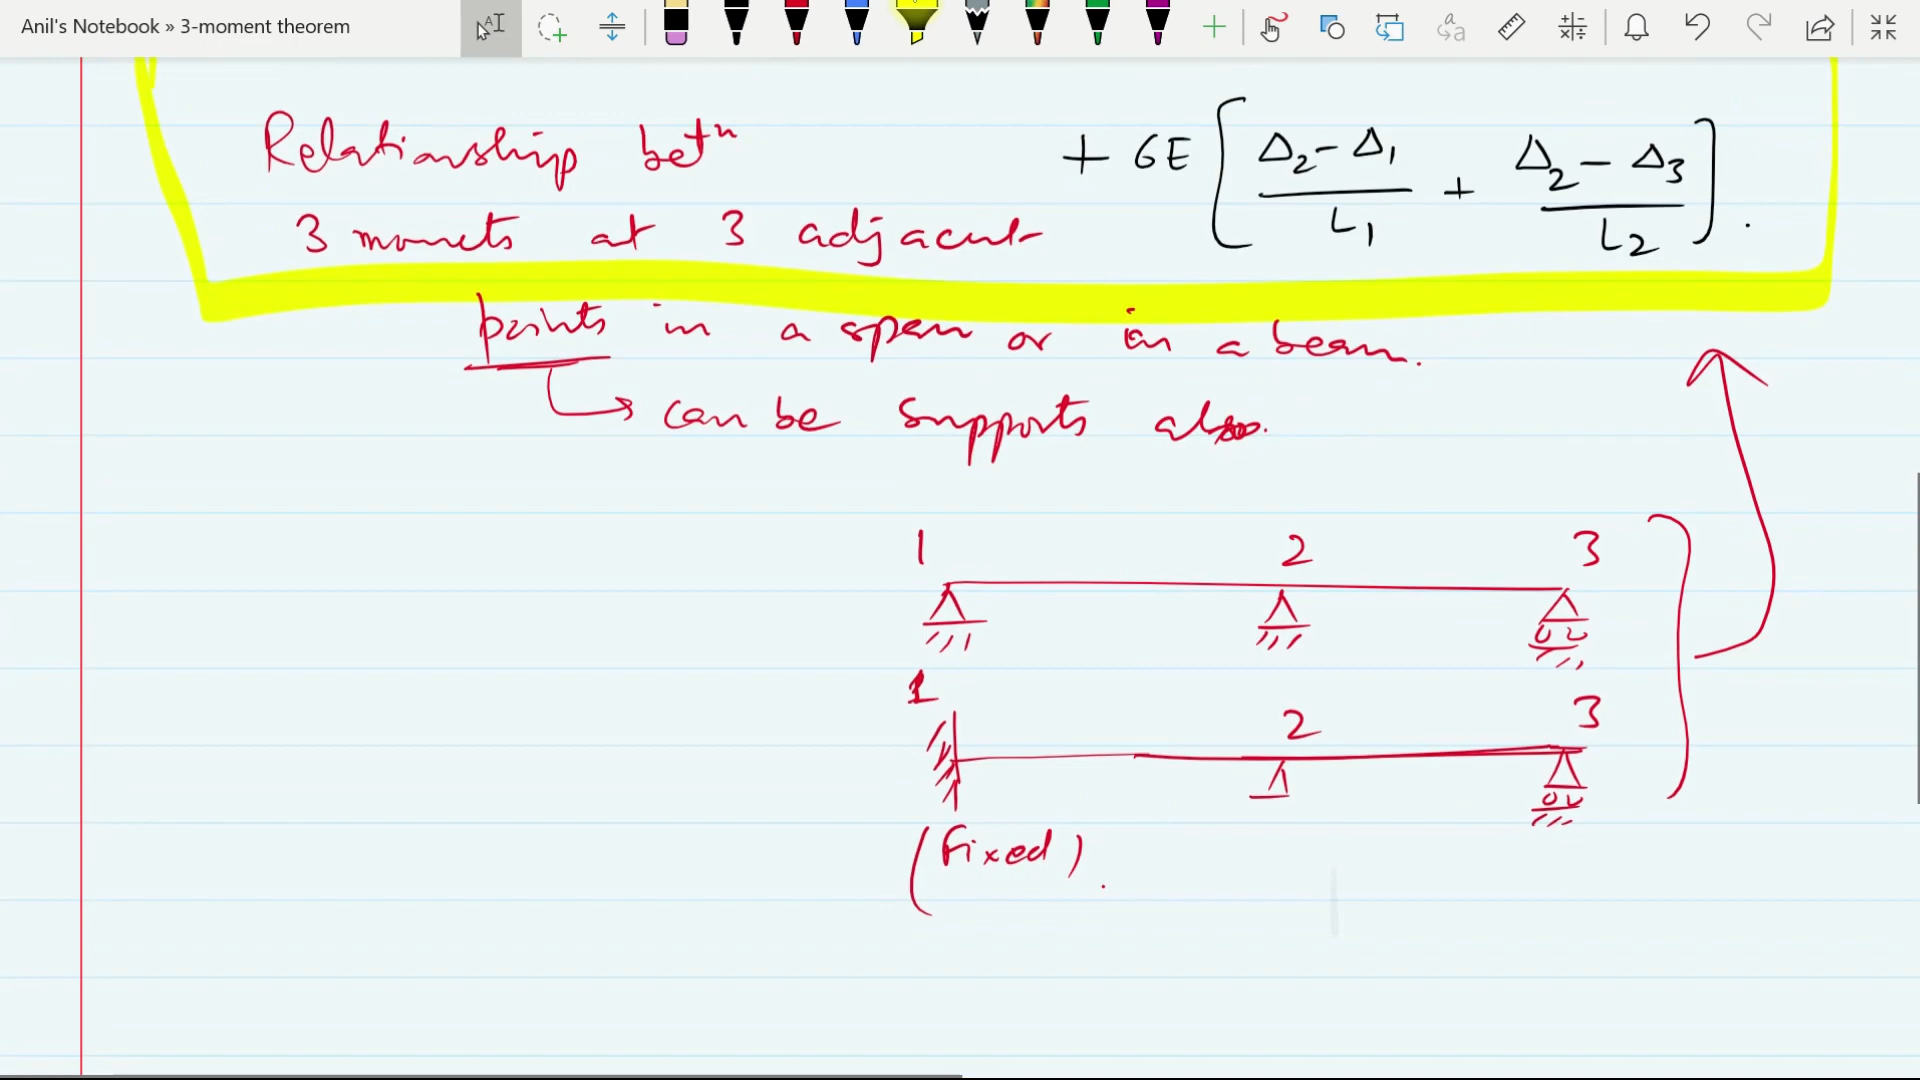 Anil's Notebook » 3-moment theorem
Relationship betn
3 moments at 3 adjacent
+ 6E [ Δ2 - Δ1 / L1 + Δ2 - Δ3 / L2 ] .
points in a span or in a beam.
can be supports also.
1 2 3
1 2 3
(Fixed).